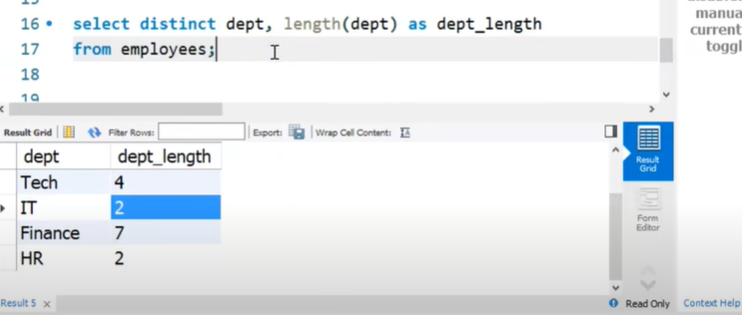 manua
current
toggl
16 select distinct dept, length(dept) as dept_length
17 from employees;
18
19
Result Grid Filter Rows: Export: Wrap Cell Content:
dept dept_length
Tech 4
IT 2
Finance 7
HR 2
Result Grid
Form Editor
Result 5 × Read Only Context Help